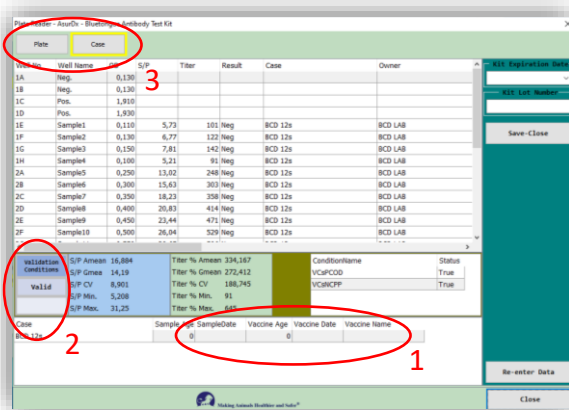 Plate Reader - AsurDx - Bluetongue Antibody Test Kit
Plate Case
Well No Well Name S/P Titer Result Case Owner
1A Neg. 0,130
1B Neg. 0,130
1C Pos. 1,910
1D Pos. 1,930
1E Sample1 0,110 5,73 101 Neg BCD 12s BCD LAB
1F Sample2 0,130 6,77 122 Neg BCD 12s BCD LAB
1G Sample3 0,150 7,81 142 Neg BCD 12s BCD LAB
1H Sample4 0,100 5,21 91 Neg BCD 12s BCD LAB
2A Sample5 0,250 13,02 248 Neg BCD 12s BCD LAB
2B Sample6 0,300 15,63 303 Neg BCD 12s BCD LAB
2C Sample7 0,350 18,23 358 Neg BCD 12s BCD LAB
2D Sample8 0,400 20,83 414 Neg BCD 12s BCD LAB
2E Sample9 0,450 23,44 471 Neg BCD 12s BCD LAB
2F Sample10 0,500 26,04 529 Neg BCD 12s BCD LAB
3
Kit Expiration Date
Kit Lot Number
Save-Close
Validation Conditions
Valid
S/P Amean 16,884
S/P Gmea 14,19
S/P CV 8,901
S/P Min. 5,208
S/P Max. 31,25
Titer % Amean 334,167
Titer % Gmean 272,412
Titer % CV 188,745
Titer % Min. 91
Titer % Max. 645
ConditionName Status
VCsPCOD True
VCsNCPP True
Case Sample Age SampleDate Vaccine Age Vaccine Date Vaccine Name
BCD 12s 0 0
2
1
Re-enter Data
Close
Making Animals Healthier and Safer